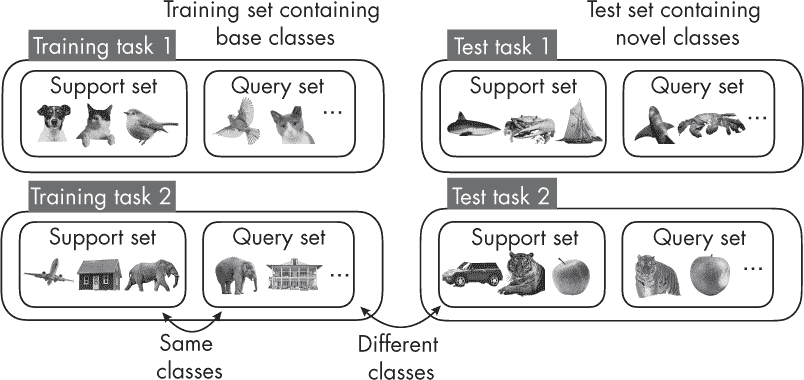 Training set containing
base classes
Test set containing
novel classes
Training task 1
Support set
Query set
...
Test task 1
Support set
Query set
...
Training task 2
Support set
Query set
...
Test task 2
Support set
Query set
...
Same
classes
Different
classes